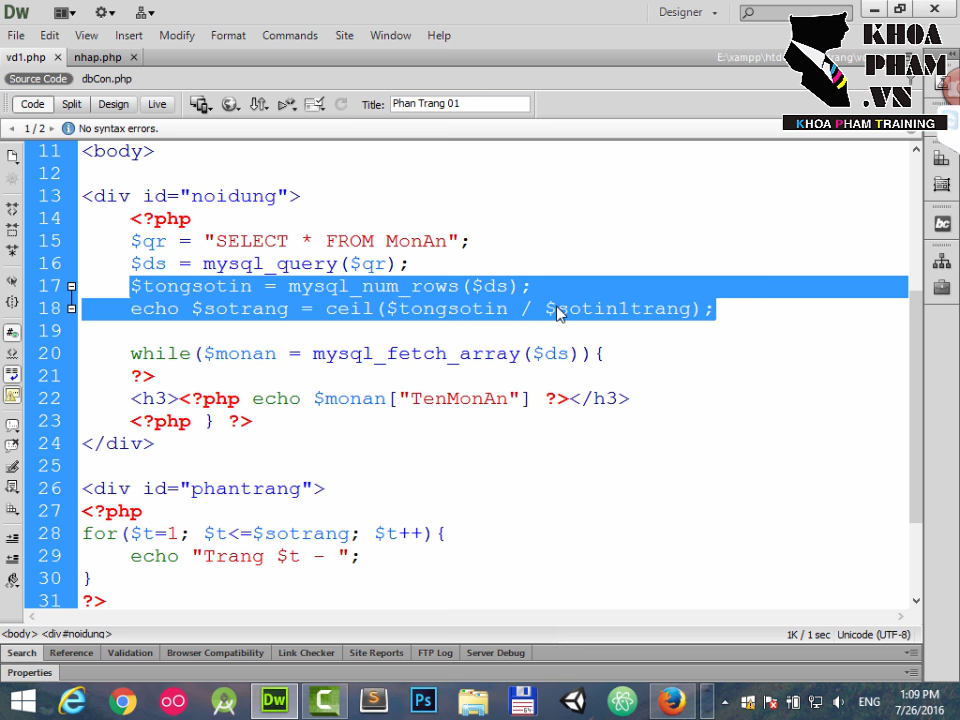 Dw
Designer
File Edit View Insert Modify Format Commands Site Window Help
vd1.php × nhap.php ×
Source Code dbCon.php
Code Split Design Live Title: Phan Trang 01
1 / 2 No syntax errors.
KHOA
PHAM
.VN
KHOA PHAM TRAINING
11 <body>
12
13 <div id="noidung">
14 <?php
15 $qr = "SELECT * FROM MonAn";
16 $ds = mysql_query($qr);
17 $tongsotin = mysql_num_rows($ds);
18 echo $sotrang = ceil($tongsotin / $sotin1trang);
19
20 while($monan = mysql_fetch_array($ds)){
21 ?>
22 <h3><?php echo $monan["TenMonAn"] ?></h3>
23 <?php } ?>
24 </div>
25
26 <div id="phantrang">
27 <?php
28 for($t=1; $t<=$sotrang; $t++){
29 echo "Trang $t - ";
30 }
31 ?>
<body> <div#noidung> 1K / 1 sec Unicode (UTF-8)
Search Reference Validation Browser Compatibility Link Checker Site Reports FTP Log Server Debug
Properties
ENG
1:09 PM
7/26/2016